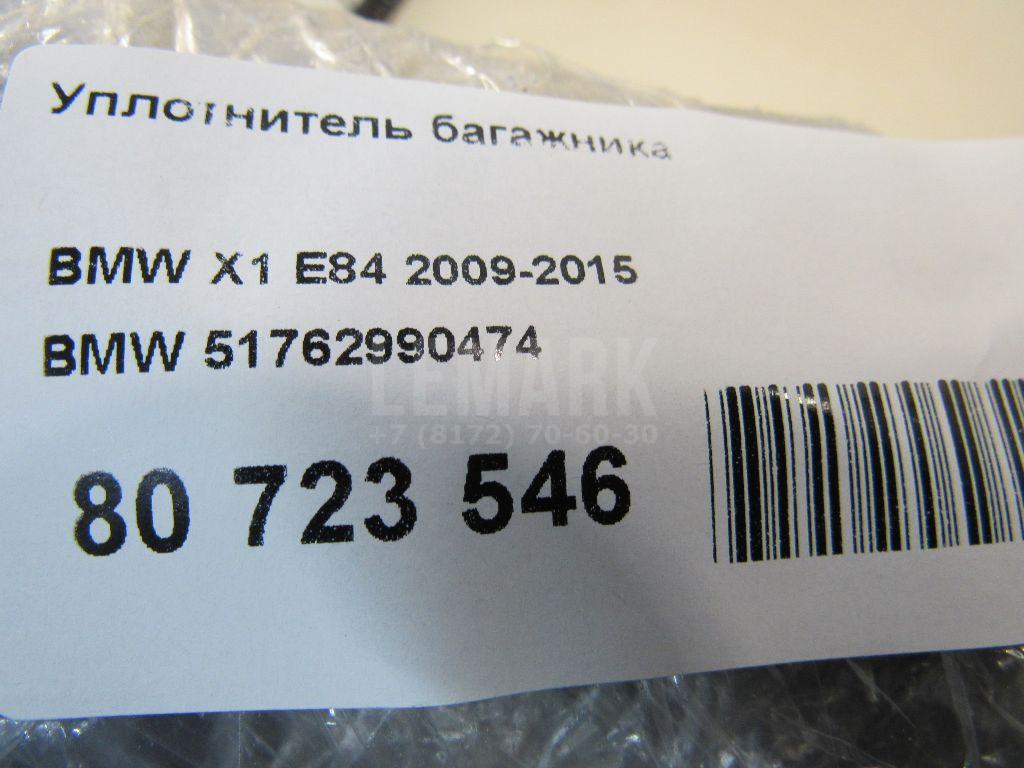 Уплотнитель багажника
BMW X1 E84 2009-2015
BMW 51762990474
LEMARK
+7 (8172) 70-60-30
80 723 546